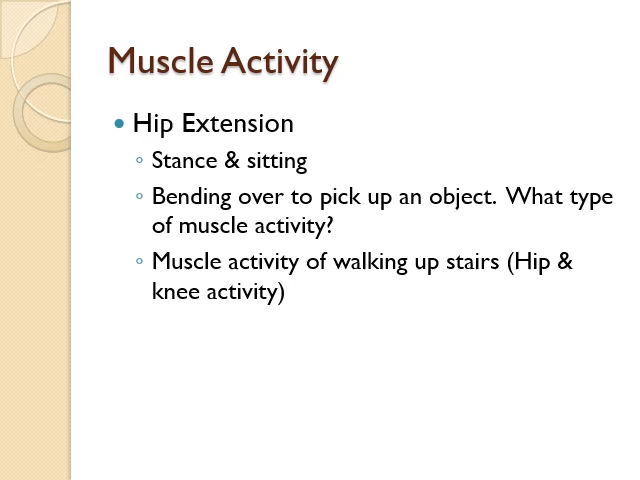 Muscle Activity
• Hip Extension
◦ Stance & sitting
◦ Bending over to pick up an object.  What type
of muscle activity?
◦ Muscle activity of walking up stairs (Hip &
knee activity)